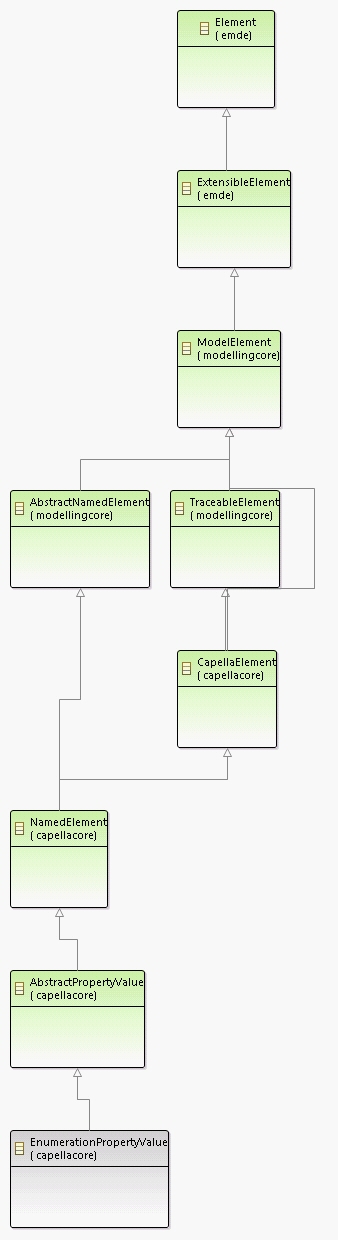 Element
( emde)
ExtensibleElement
( emde)
ModelElement
( modellingcore)
AbstractNamedElement
( modellingcore)
TraceableElement
( modellingcore)
CapellaElement
( capellacore)
NamedElement
( capellacore)
AbstractPropertyValue
( capellacore)
EnumerationPropertyValue
( capellacore)